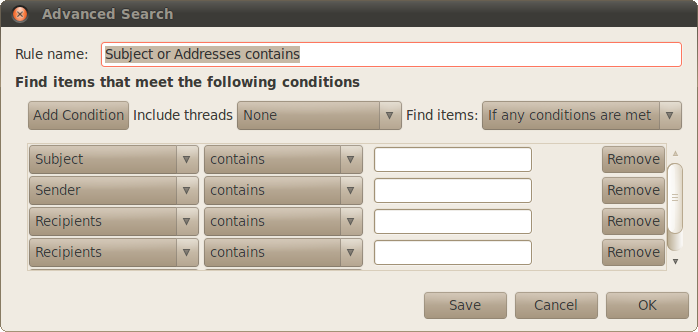 Advanced Search
Rule name: Subject or Addresses contains
Find items that meet the following conditions
Add Condition Include threads None Find items: If any conditions are met
Subject contains Remove
Sender contains Remove
Recipients contains Remove
Recipients contains Remove
Save Cancel OK